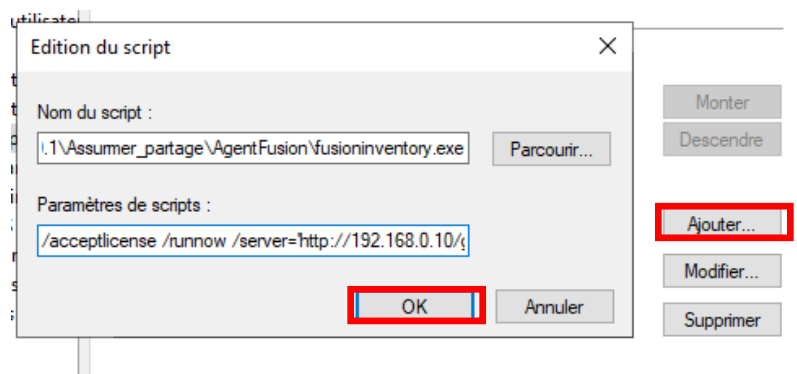 utilisate
Edition du script
Nom du script :
.1\Assurmer_partage\AgentFusion\fusioninventory.exe
Parcourir...
Paramètres de scripts :
/acceptlicense /runnow /server='http://192.168.0.10/g
OK
Annuler
Monter
Descendre
Ajouter...
Modifier...
Supprimer